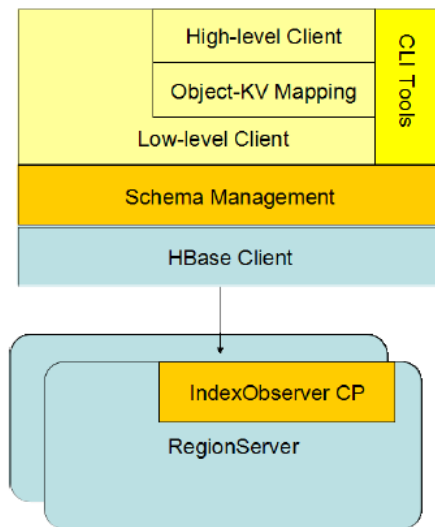 High-level Client
CLI Tools
Object-KV Mapping
Low-level Client
Schema Management
HBase Client
IndexObserver CP
RegionServer